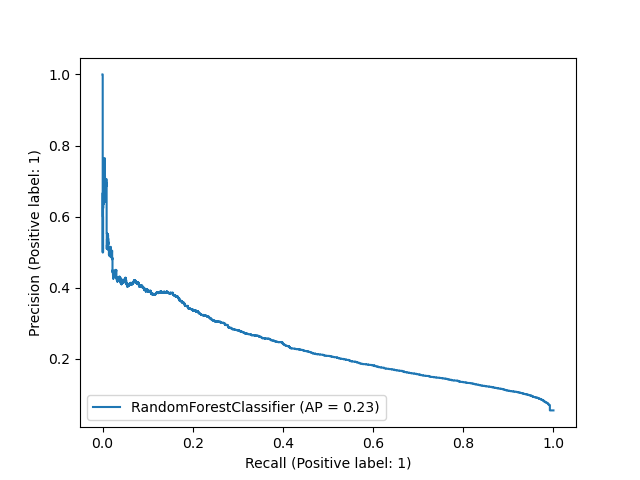 1.0
0.8
0.6
0.4
0.2
Precision (Positive label: 1)
RandomForestClassifier (AP = 0.23)
0.0 0.2 0.4 0.6 0.8 1.0
Recall (Positive label: 1)